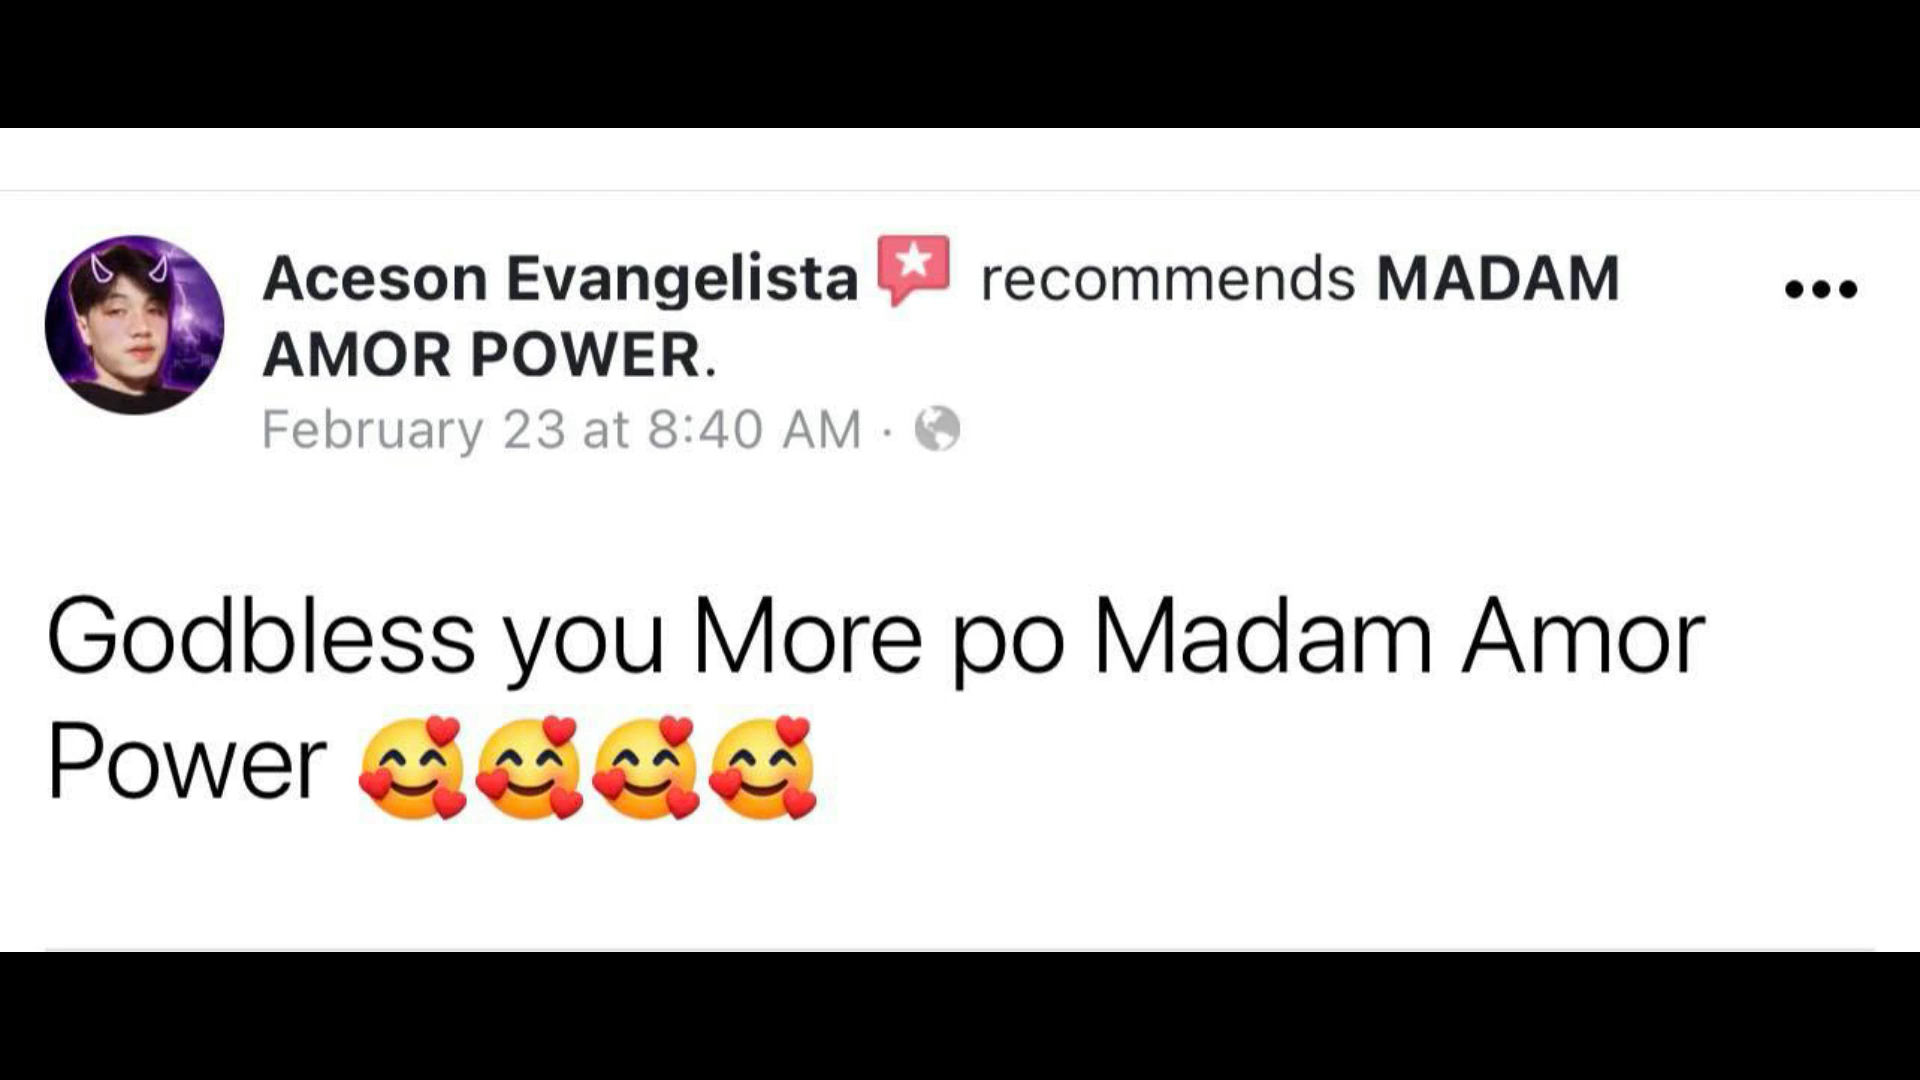 Aceson Evangelista recommends MADAM
AMOR POWER.
February 23 at 8:40 AM ·
Godbless you More po Madam Amor
Power 🥰🥰🥰🥰